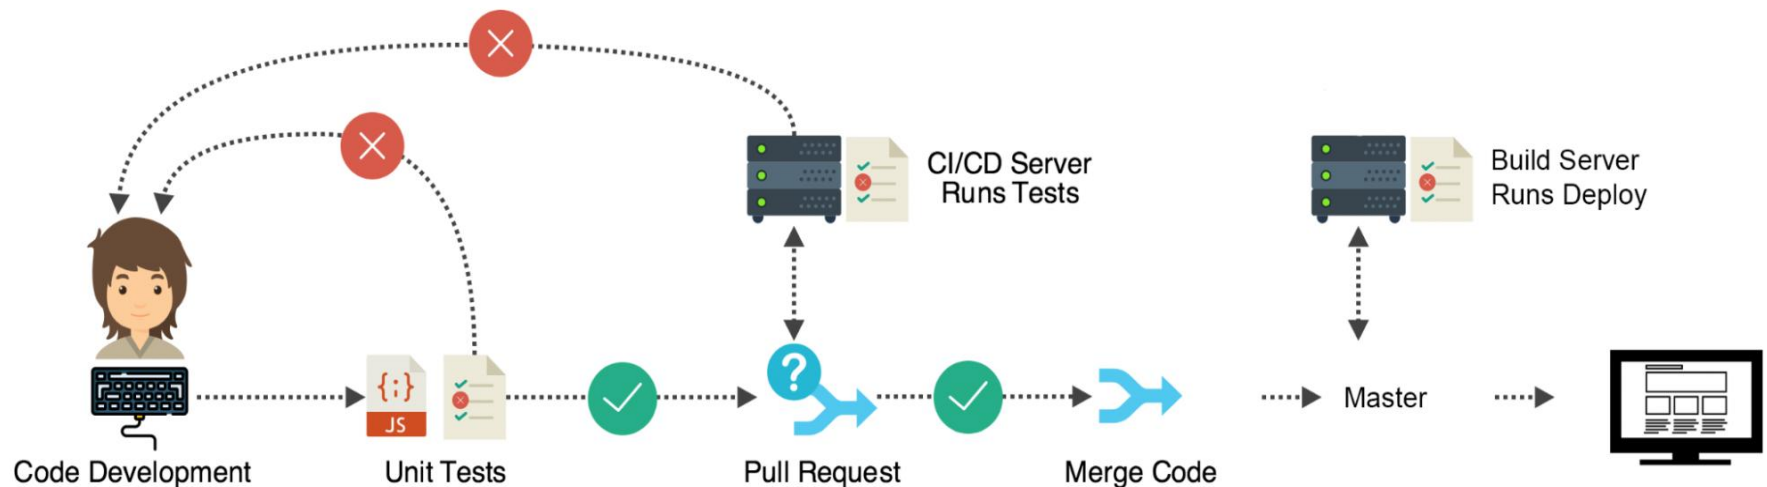 CI/CD Server
Runs Tests
Build Server
Runs Deploy
{;}
JS
?
Master
Code Development
Unit Tests
Pull Request
Merge Code